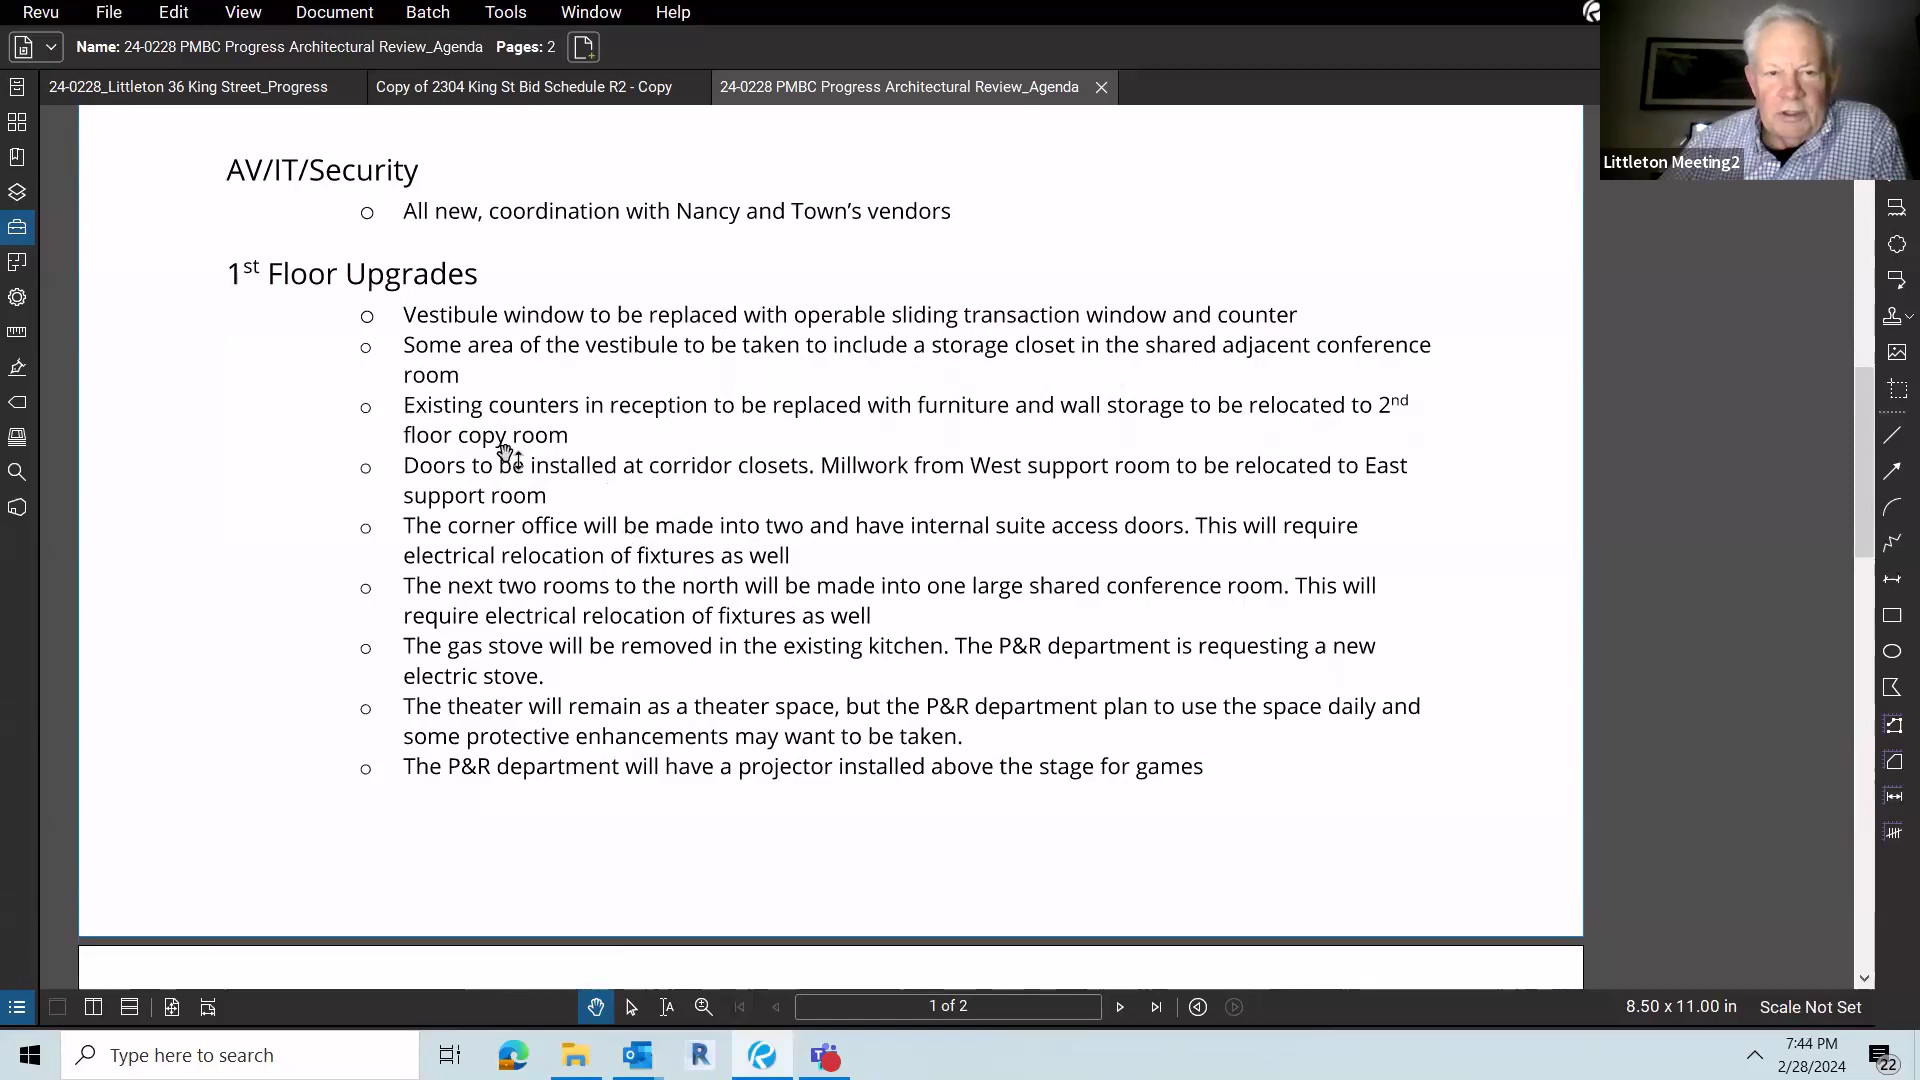 Revu File Edit View Document Batch Tools Window Help
Name: 24-0228 PMBC Progress Architectural Review_Agenda Pages: 2
24-0228_Littleton 36 King Street_Progress
Copy of 2304 King St Bid Schedule R2 - Copy
24-0228 PMBC Progress Architectural Review_Agenda
Littleton Meeting2
AV/IT/Security
o All new, coordination with Nancy and Town's vendors
1st Floor Upgrades
o Vestibule window to be replaced with operable sliding transaction window and counter
o Some area of the vestibule to be taken to include a storage closet in the shared adjacent conference
room
o Existing counters in reception to be replaced with furniture and wall storage to be relocated to 2nd
floor copy room
o Doors to be installed at corridor closets. Millwork from West support room to be relocated to East
support room
o The corner office will be made into two and have internal suite access doors. This will require
electrical relocation of fixtures as well
o The next two rooms to the north will be made into one large shared conference room. This will
require electrical relocation of fixtures as well
o The gas stove will be removed in the existing kitchen. The P&R department is requesting a new
electric stove.
o The theater will remain as a theater space, but the P&R department plan to use the space daily and
some protective enhancements may want to be taken.
o The P&R department will have a projector installed above the stage for games
1 of 2
8.50 x 11.00 in
Scale Not Set
Type here to search
7:44 PM
2/28/2024
22